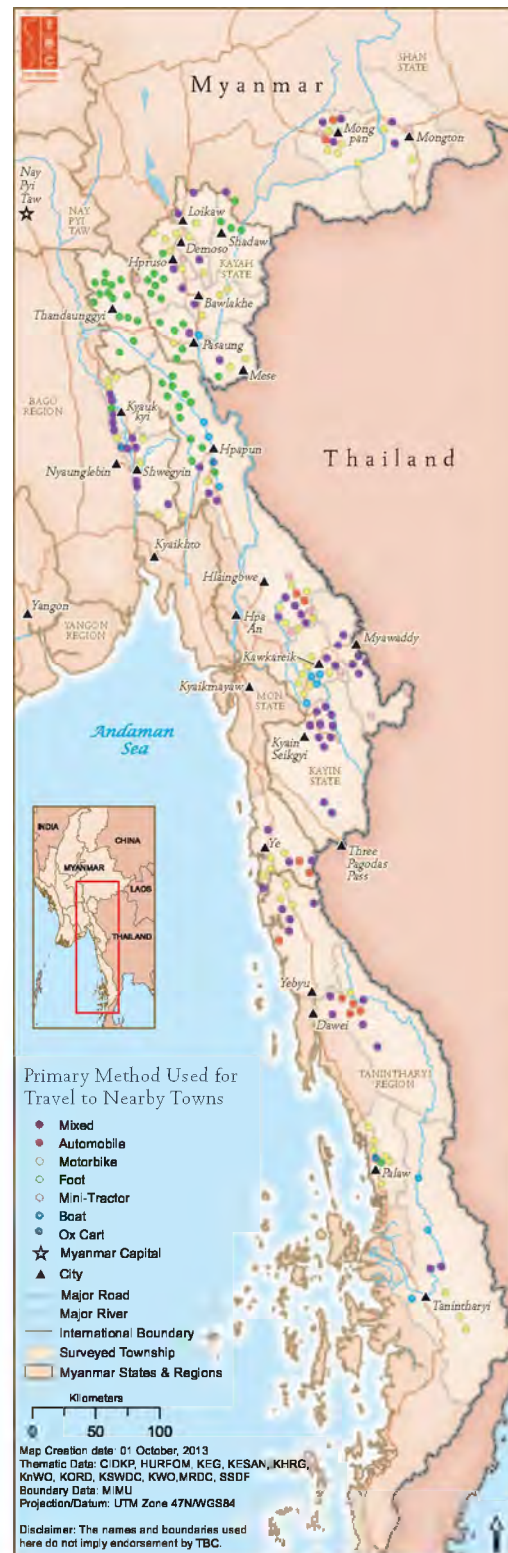 T B C
Myanmar
SHAN
STATE
Mong
pan
Mongton
Nay
Pyi
Taw
NAY
PYI
TAW
Loikaw
Shadaw
Demoso
Hpruso
KAYAH
STATE
Bawlakhe
Thandaunggyi
Pasaung
Mese
BAGO
REGION
Kyauk
kyi
Thailand
Hpapun
Nyaunglebin
Shwegyin
Kyaikhto
Hlaingbwe
Yangon
YANGON
REGION
Hpa
An
Myawaddy
Kawkareik
Kyaikmayaw
MON
STATE
Andaman
Sea
Kyain
Seikgyi
KAYIN
STATE
Ye
Three
Pagodas
Pass
INDIA
CHINA
MYANMAR
LAOS
THAILAND
Yebyu
Dawei
TANINTHARYI
REGION
Palaw
Tanintharyi
Primary Method Used for
Travel to Nearby Towns
Mixed
Automobile
Motorbike
Foot
Mini-Tractor
Boat
Ox Cart
Myanmar Capital
City
Major Road
Major River
International Boundary
Surveyed Township
Myanmar States & Regions
Kilometers
0 50 100
Map Creation date: 01 October, 2013
Thematic Data: CIDKP, HURFOM, KEG, KESAN, KHRG,
KnWO, KORD, KSWDC, KWO,MRDC, SSDF
Boundary Data: MIMU
Projection/Datum: UTM Zone 47N/WGS84
Disclaimer: The names and boundaries used
here do not imply endorsement by TBC.